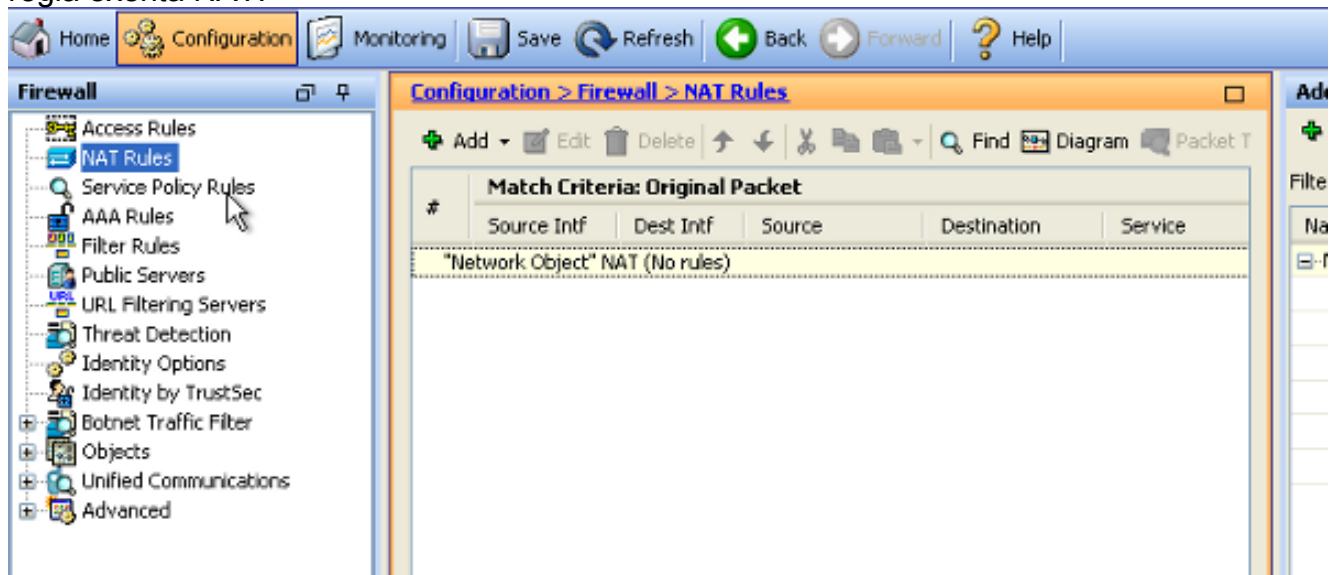 Home Configuration Monitoring Save Refresh Back Forward Help
Firewall
Access Rules
NAT Rules
Service Policy Rules
AAA Rules
Filter Rules
Public Servers
URL Filtering Servers
Threat Detection
Identity Options
Identity by TrustSec
Botnet Traffic Filter
Objects
Unified Communications
Advanced
Configuration > Firewall > NAT Rules
Add Edit Delete Find Diagram Packet T
# Match Criteria: Original Packet
Source Intf Dest Intf Source Destination Service
"Network Object" NAT (No rules)
Filte
Na